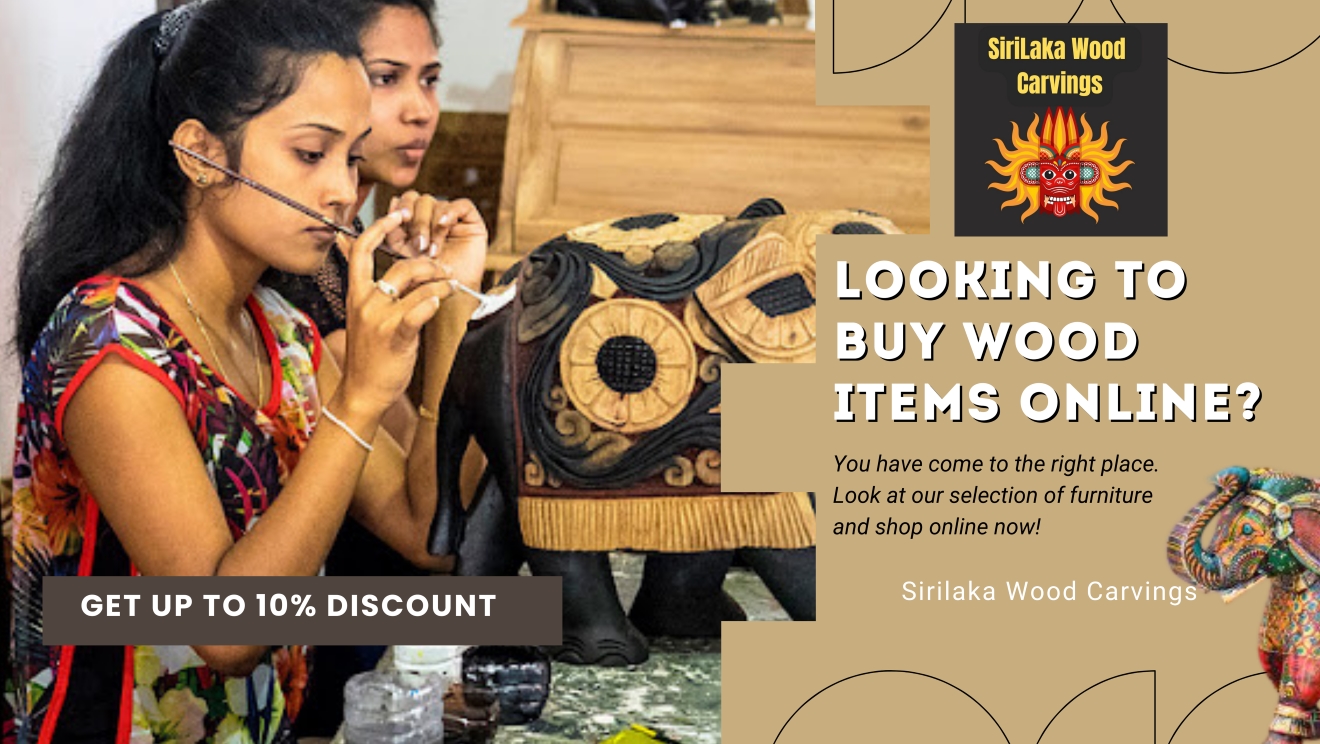 SiriLaka Wood
Carvings
LOOKING TO
BUY WOOD
ITEMS ONLINE?
You have come to the right place.
Look at our selection of furniture
and shop online now!
Sirilaka Wood Carvings
GET UP TO 10% DISCOUNT